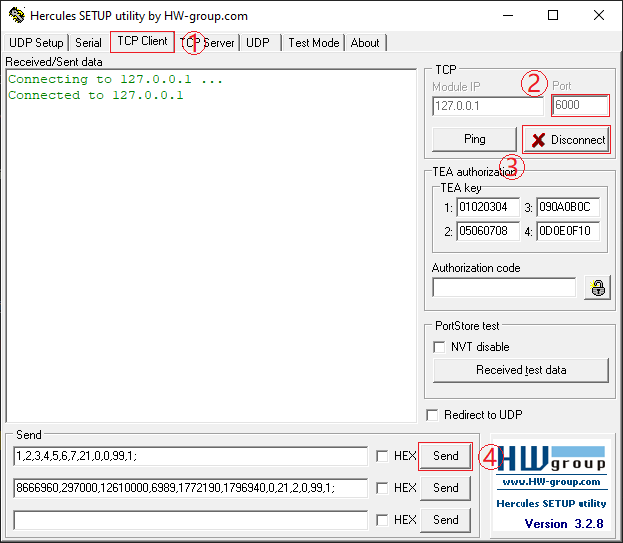 Hercules SETUP utility by HW-group.com
UDP Setup Serial TCP Client ① TCP Server UDP Test Mode About
Received/Sent data
Connecting to 127.0.0.1 ...
Connected to 127.0.0.1
TCP
Module IP ② Port
127.0.0.1 6000
Ping Disconnect
③
TEA authorization
TEA key
1: 01020304 3: 090A0B0C
2: 05060708 4: 0D0E0F10
Authorization code
PortStore test
NVT disable
Received test data
Redirect to UDP
Send
1,2,3,4,5,6,7,21,0,0,99,1; HEX Send ④
8666960,297000,12610000,6989,1772190,1796940,0,21,2,0,99,1; HEX Send
HEX Send
HWgroup
www.HW-group.com
Hercules SETUP utility
Version 3.2.8